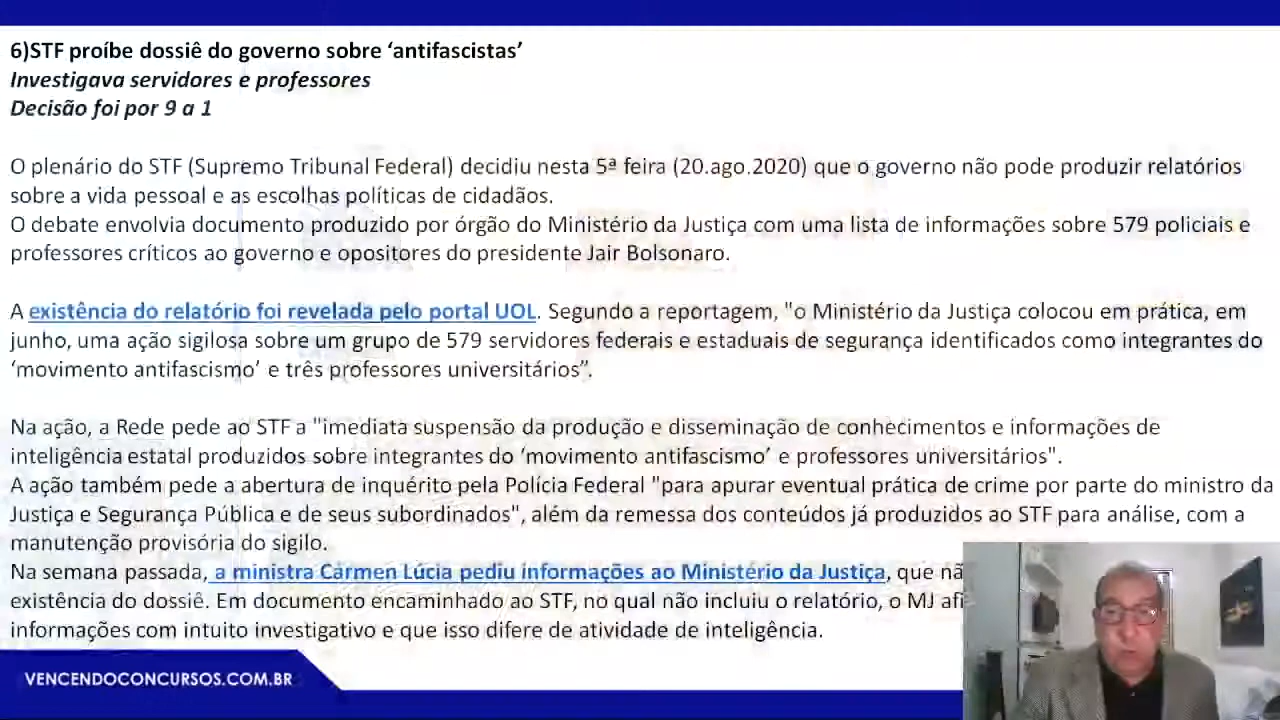 6)STF proíbe dossiê do governo sobre ‘antifascistas’
Investigava servidores e professores
Decisão foi por 9 a 1
O plenário do STF (Supremo Tribunal Federal) decidiu nesta 5ª feira (20.ago.2020) que o governo não pode produzir relatórios
sobre a vida pessoal e as escolhas políticas de cidadãos.
O debate envolvia documento produzido por órgão do Ministério da Justiça com uma lista de informações sobre 579 policiais e
professores críticos ao governo e opositores do presidente Jair Bolsonaro.
A existência do relatório foi revelada pelo portal UOL. Segundo a reportagem, "o Ministério da Justiça colocou em prática, em
junho, uma ação sigilosa sobre um grupo de 579 servidores federais e estaduais de segurança identificados como integrantes do
‘movimento antifascismo’ e três professores universitários”.
Na ação, a Rede pede ao STF a "imediata suspensão da produção e disseminação de conhecimentos e informações de
inteligência estatal produzidos sobre integrantes do ‘movimento antifascismo’ e professores universitários".
A ação também pede a abertura de inquérito pela Polícia Federal "para apurar eventual prática de crime por parte do ministro da
Justiça e Segurança Pública e de seus subordinados", além da remessa dos conteúdos já produzidos ao STF para análise, com a
manutenção provisória do sigilo.
Na semana passada, a ministra Cármen Lúcia pediu informações ao Ministério da Justiça, que nã
existência do dossiê. Em documento encaminhado ao STF, no qual não incluiu o relatório, o MJ afi
informações com intuito investigativo e que isso difere de atividade de inteligência.
VENCENDOCONCURSOS.COM.BR